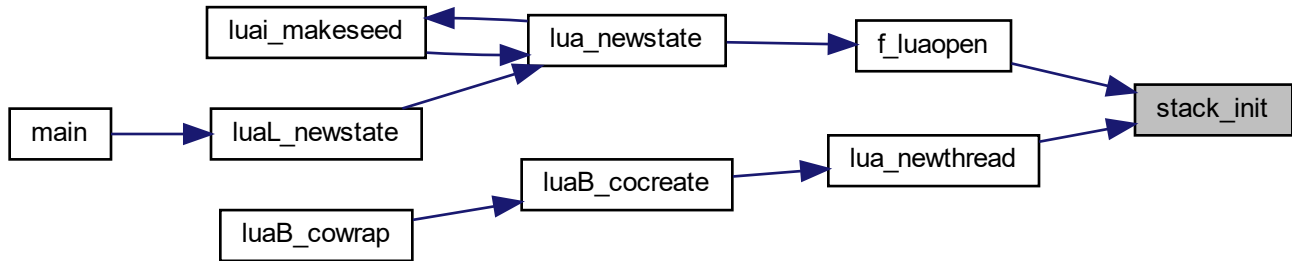 luai_makeseed
lua_newstate
f_luaopen
stack_init
main
luaL_newstate
lua_newthread
luaB_cocreate
luaB_cowrap